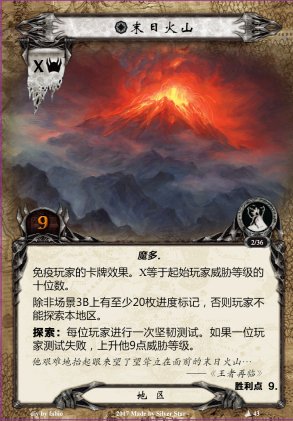 末日火山
X
9
2/36
魔多.
免疫玩家的卡牌效果。X等于起始玩家威胁等级的
十位数。
除非场景3B上有至少20枚进度标记，否则玩家不
能探索本地区。
探索：每位玩家进行一次坚韧测试。如果一位玩
家测试失败，上升他9点威胁等级。
他艰难地抬起眼来望了望耸立在面前的末日火山…
——《王者再临》
胜利点 9.
地 区
diy by fabio
2017 Made by Silver Star
43